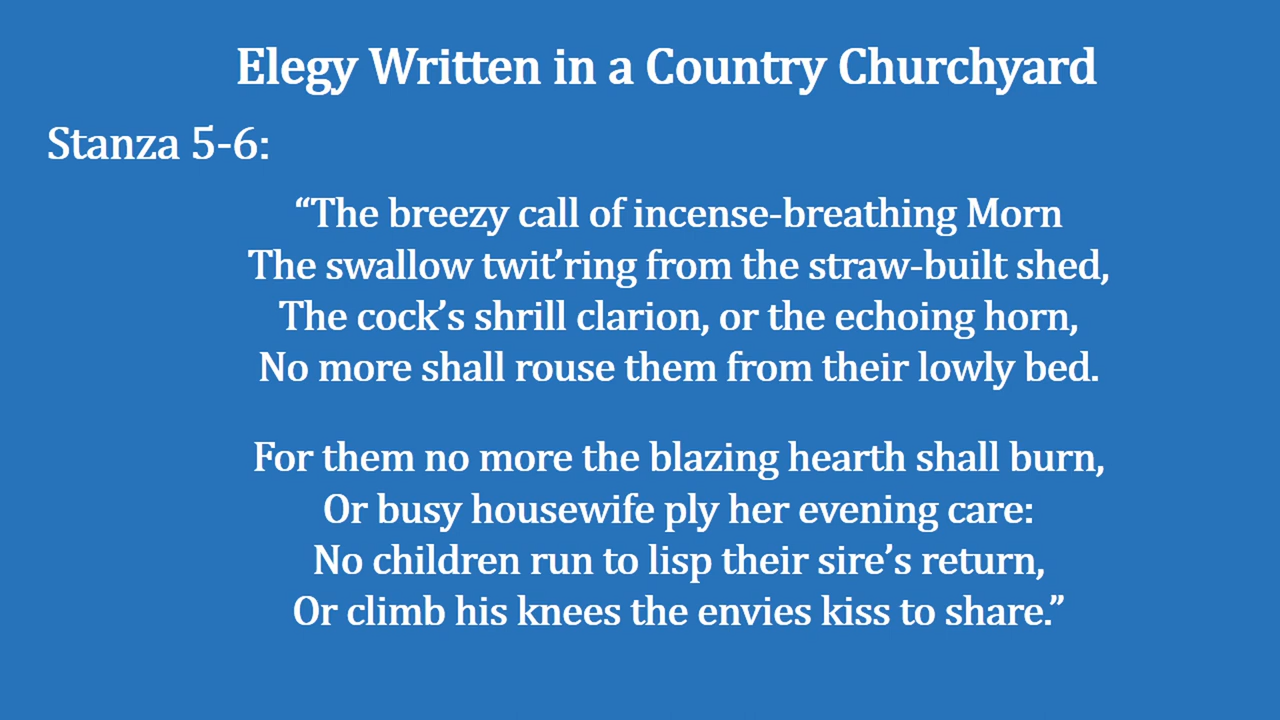 Elegy Written in a Country Churchyard
Stanza 5-6:
“The breezy call of incense-breathing Morn
The swallow twit’ring from the straw-built shed,
The cock’s shrill clarion, or the echoing horn,
No more shall rouse them from their lowly bed.
For them no more the blazing hearth shall burn,
Or busy housewife ply her evening care:
No children run to lisp their sire’s return,
Or climb his knees the envies kiss to share.”